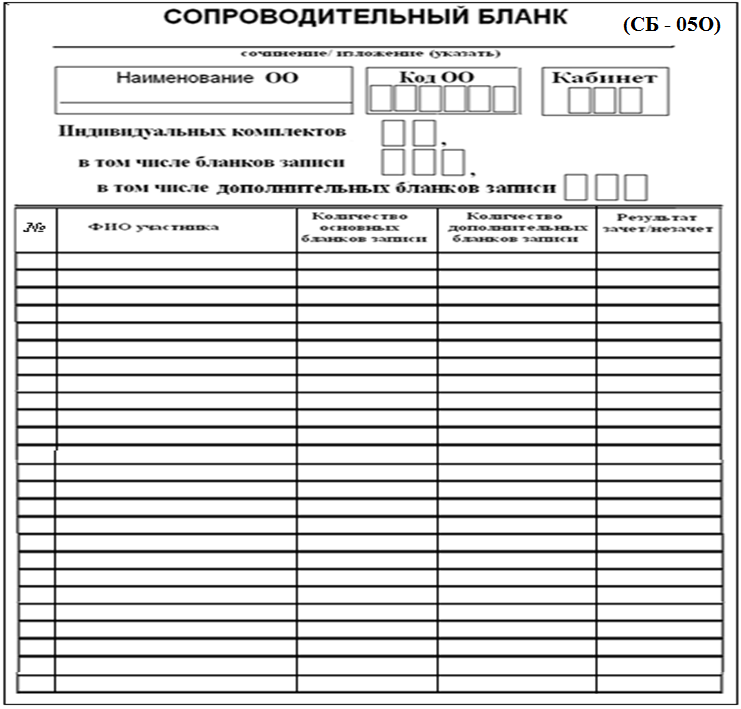 СОПРОВОДИТЕЛЬНЫЙ БЛАНК
(СБ - 05О)
сочинение/ изложение (указать)
Наименование ОО
Код ОО
Кабинет
Индивидуальных комплектов ,
в том числе бланков записи ,
в том числе дополнительных бланков записи
№
ФИО участника
Количество
основных
бланков записи
Количество
дополнительных
бланков записи
Результат
зачет/незачет